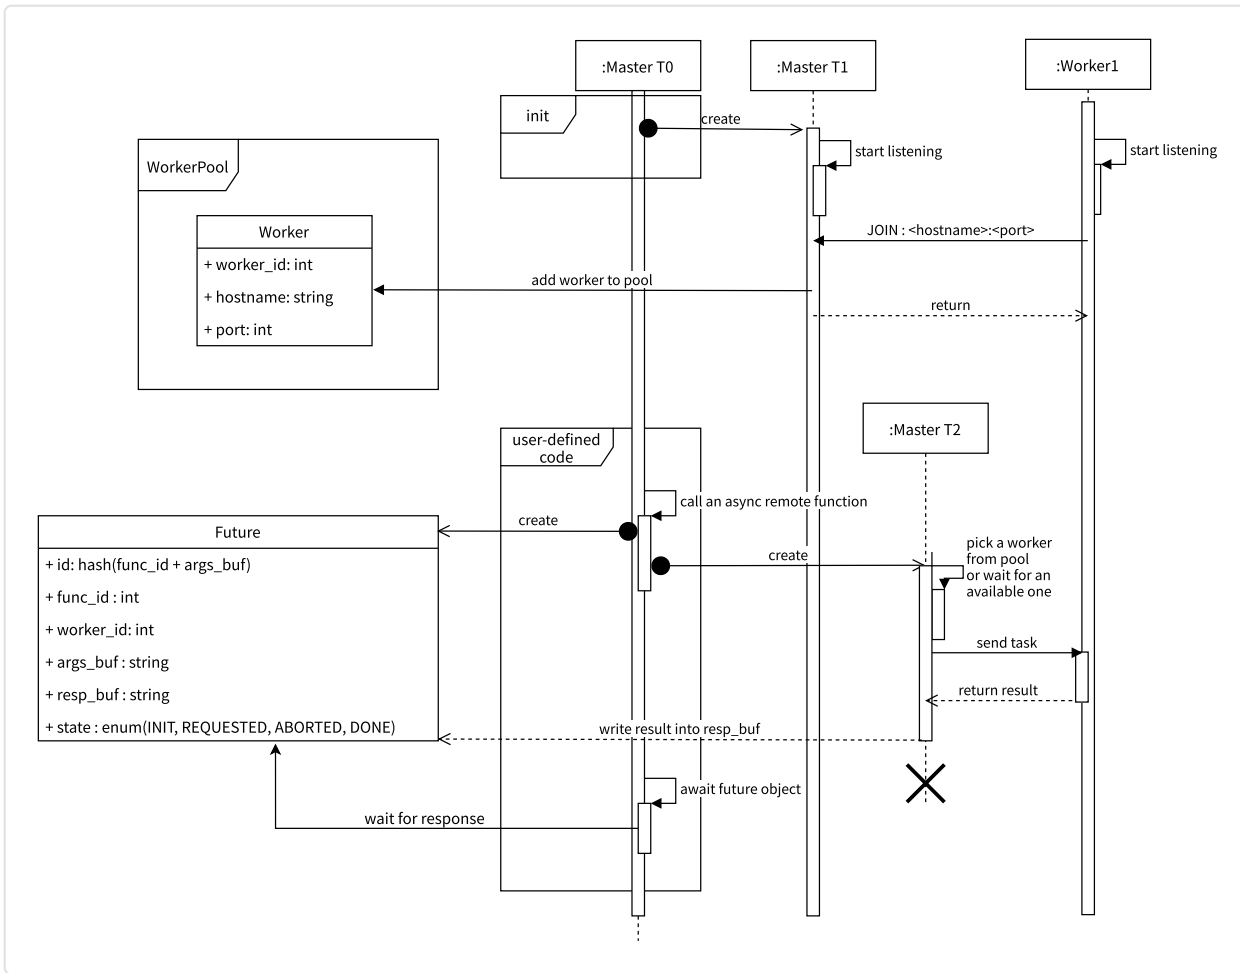 :Master T0
:Master T1
:Worker1
init
create
start listening
start listening
WorkerPool
Worker
+ worker_id: int
+ hostname: string
+ port: int
JOIN : <hostname>:<port>
add worker to pool
return
:Master T2
user-defined
code
call an async remote function
create
Future
+ id: hash(func_id + args_buf)
+ func_id : int
+ worker_id: int
+ args_buf : string
+ resp_buf : string
+ state : enum(INIT, REQUESTED, ABORTED, DONE)
create
pick a worker
from pool
or wait for an
available one
send task
return result
write result into resp_buf
await future object
wait for response